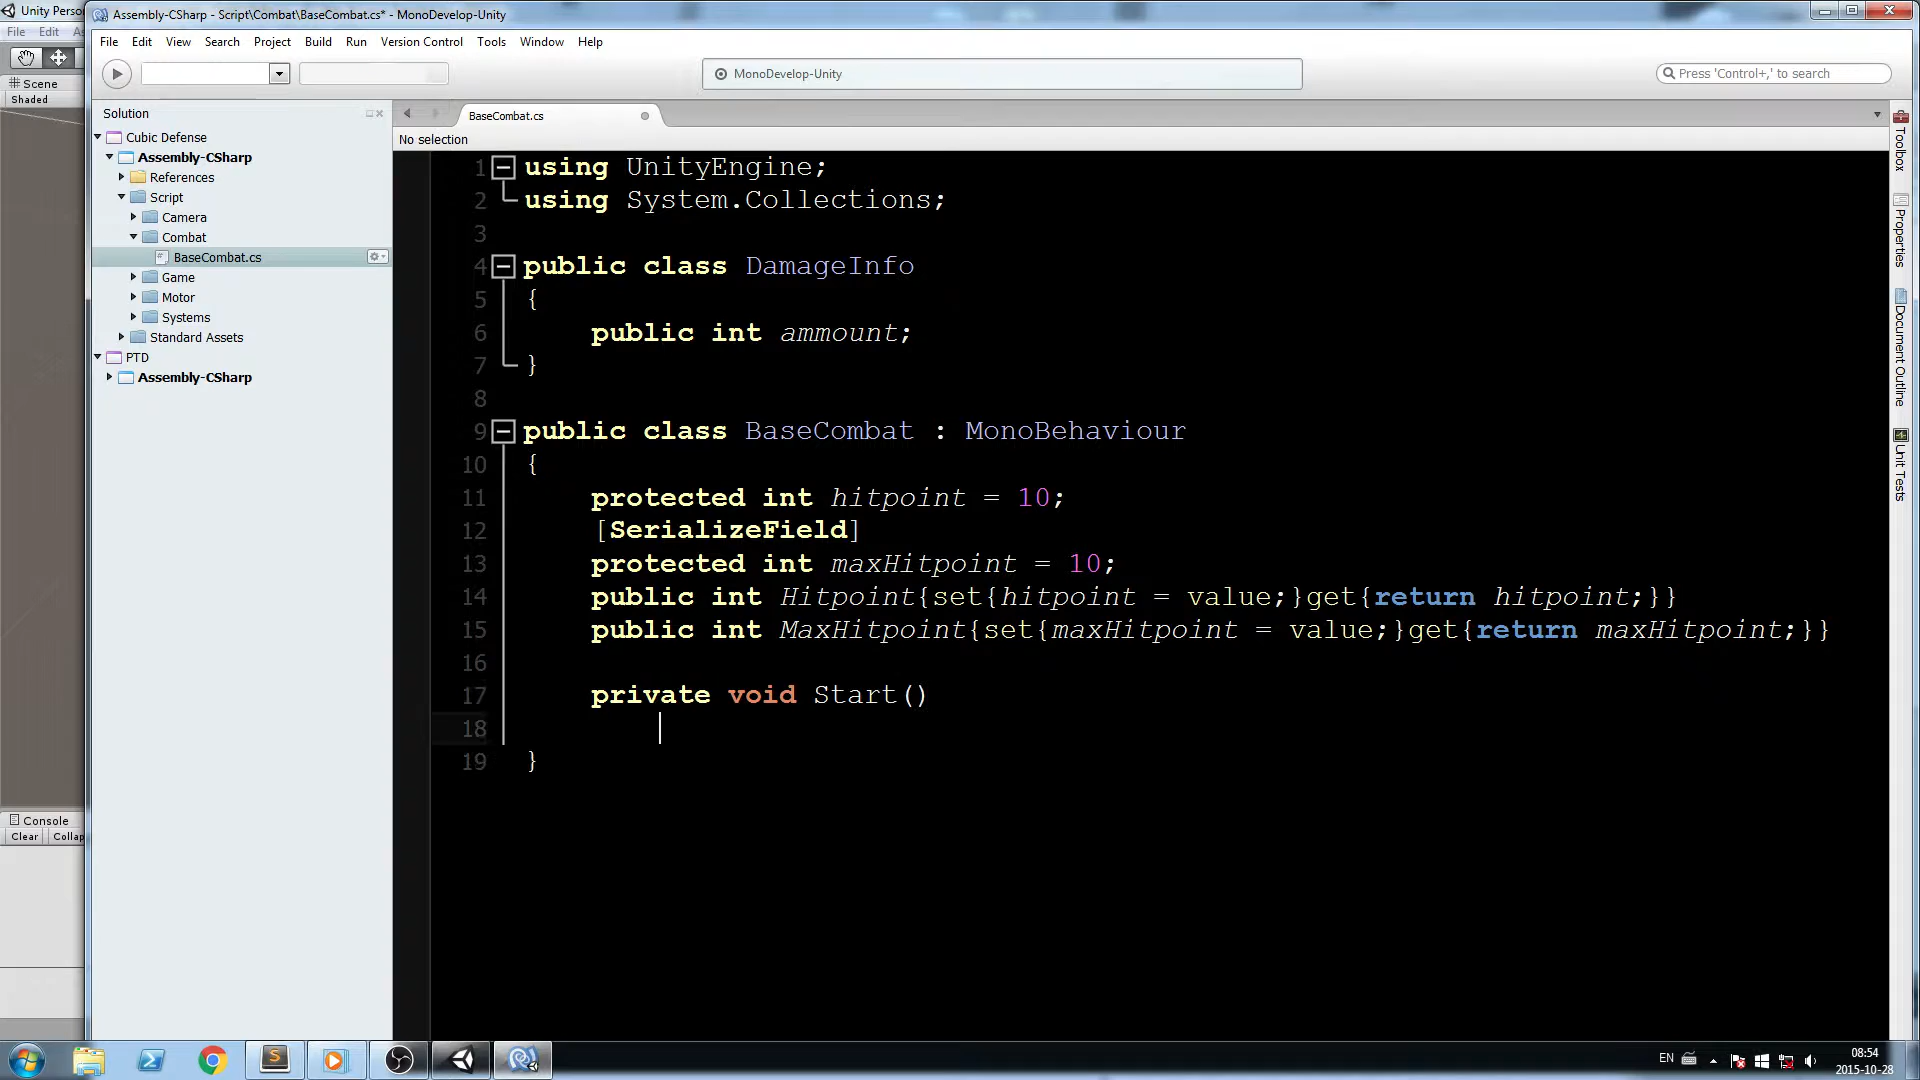 Unity Perso
Assembly-CSharp - Script\Combat\BaseCombat.cs* - MonoDevelop-Unity
File Edit
File Edit View Search Project Build Run Version Control Tools Window Help
MonoDevelop-Unity
Press 'Control+,' to search
Scene
Shaded
Solution
Cubic Defense
Assembly-CSharp
References
Script
Camera
Combat
BaseCombat.cs
Game
Motor
Systems
Standard Assets
PTD
Assembly-CSharp
BaseCombat.cs
No selection
1 using UnityEngine;
2 using System.Collections;
3
4 public class DamageInfo
5 {
6 public int ammount;
7 }
8
9 public class BaseCombat : MonoBehaviour
10 {
11 protected int hitpoint = 10;
12 [SerializeField]
13 protected int maxHitpoint = 10;
14 public int Hitpoint{set{hitpoint = value;}get{return hitpoint;}}
15 public int MaxHitpoint{set{maxHitpoint = value;}get{return maxHitpoint;}}
16
17 private void Start()
18
19 }
Toolbox
Properties
Document Outline
Unit Tests
Console
Clear Collap
EN
08:54
2015-10-28